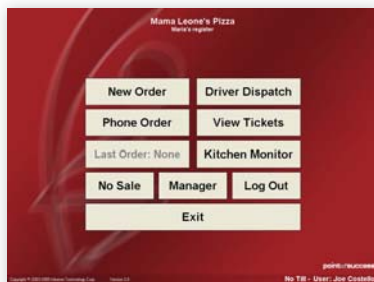 Mama Leone's Pizza
Maria's register
New Order
Driver Dispatch
Phone Order
View Tickets
Last Order: None
Kitchen Monitor
No Sale
Manager
Log Out
Exit
pointofsuccess
No Till - User: Joe Costello